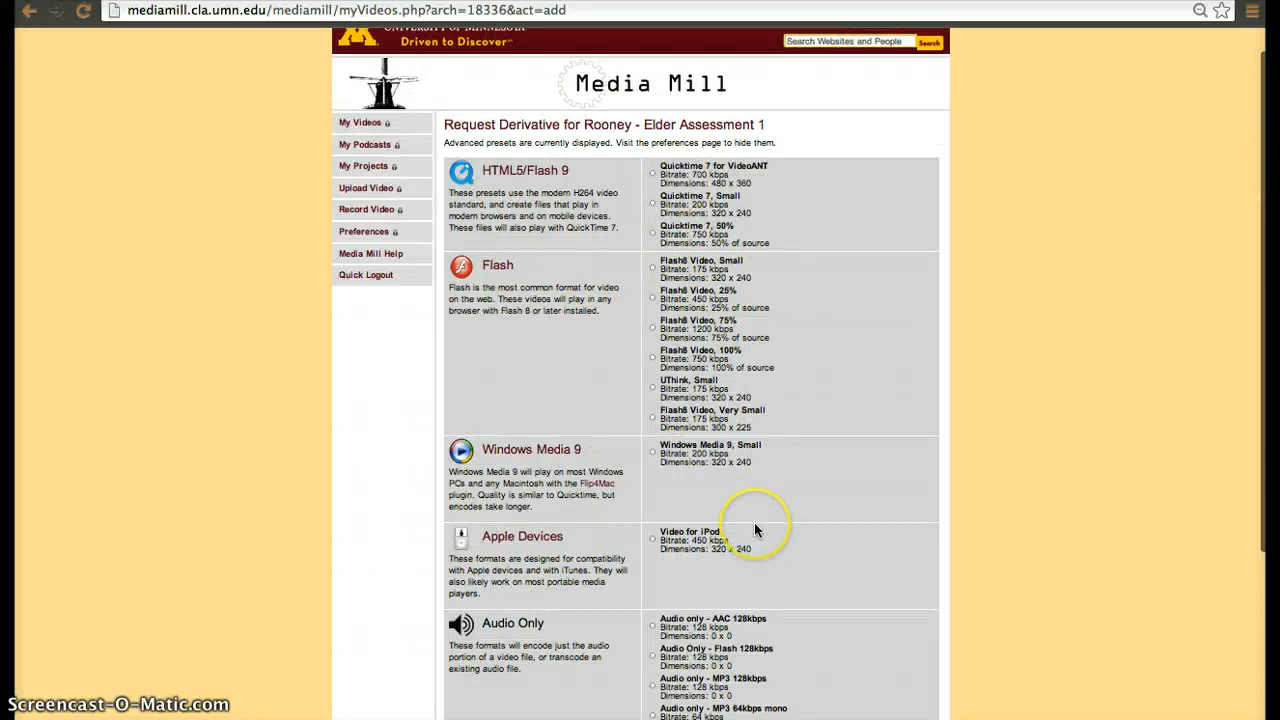 mediamill.cla.umn.edu/mediamill/myVideos.php?arch=18336&act=add
UNIVERSITY OF MINNESOTA
Driven to Discover℠
Search Websites and People
Search
Media Mill
My Videos
My Podcasts
My Projects
Upload Video
Record Video
Preferences
Media Mill Help
Quick Logout
Request Derivative for Rooney - Elder Assessment 1
Advanced presets are currently displayed. Visit the preferences page to hide them.
HTML5/Flash 9
These presets use the modern H264 video
standard, and create files that play in
modern browsers and on mobile devices.
These files will also play with QuickTime 7.
Quicktime 7 for VideoANT
Bitrate: 700 kbps
Dimensions: 480 x 360
Quicktime 7, Small
Bitrate: 200 kbps
Dimensions: 320 x 240
Quicktime 7, 50%
Bitrate: 750 kbps
Dimensions: 50% of source
Flash
Flash is the most common format for video
on the web. These videos will play in any
browser with Flash 8 or later installed.
Flash8 Video, Small
Bitrate: 175 kbps
Dimensions: 320 x 240
Flash8 Video, 25%
Bitrate: 450 kbps
Dimensions: 25% of source
Flash8 Video, 75%
Bitrate: 1200 kbps
Dimensions: 75% of source
Flash8 Video, 100%
Bitrate: 750 kbps
Dimensions: 100% of source
UThink, Small
Bitrate: 175 kbps
Dimensions: 320 x 240
Flash8 Video, Very Small
Bitrate: 175 kbps
Dimensions: 300 x 225
Windows Media 9
Windows Media 9 will play on most Windows
PCs and any Macintosh with the Flip4Mac
plugin. Quality is similar to Quicktime, but
encodes take longer.
Windows Media 9, Small
Bitrate: 200 kbps
Dimensions: 320 x 240
Apple Devices
These formats are designed for compatibility
with Apple devices and with iTunes. They will
also likely work on most portable media
players.
Video for iPod
Bitrate: 450 kbps
Dimensions: 320 x 240
Audio Only
These formats will encode just the audio
portion of a video file, or transcode an
existing audio file.
Audio only - AAC 128kbps
Bitrate: 128 kbps
Dimensions: 0 x 0
Audio Only - Flash 128kbps
Bitrate: 128 kbps
Dimensions: 0 x 0
Audio only - MP3 128kbps
Bitrate: 128 kbps
Dimensions: 0 x 0
Audio only - MP3 64kbps mono
Bitrate: 64 kbps
Screencast-O-Matic.com